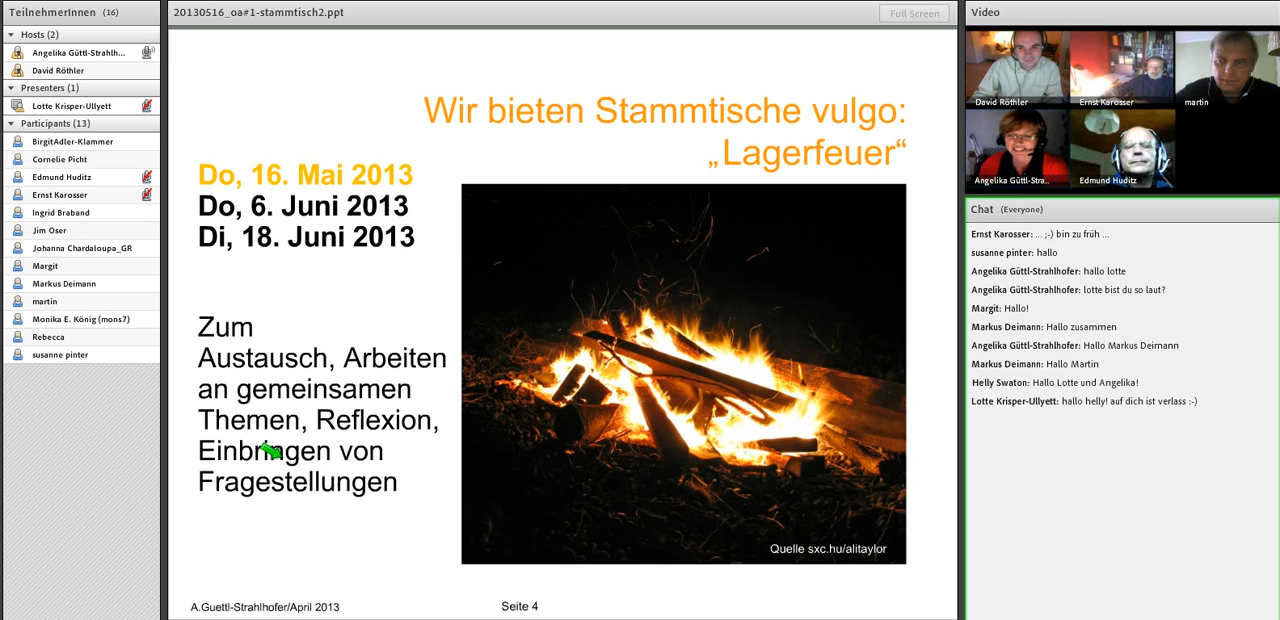 TeilnehmerInnen (16)
Hosts (2)
Angelika Güttl-Strahlh...
David Röthler
Presenters (1)
Lotte Krisper-Ullyett
Participants (13)
BirgitAdler-Klammer
Cornelie Picht
Edmund Huditz
Ernst Karosser
Ingrid Braband
Jim Oser
Johanna Chardaloupa_GR
Margit
Markus Deimann
martin
Monika E. König (mons7)
Rebecca
susanne pinter
20130516_oa#1-stammtisch2.ppt
Full Screen
Wir bieten Stammtische vulgo:
„Lagerfeuer“
Do, 16. Mai 2013
Do, 6. Juni 2013
Di, 18. Juni 2013
Zum
Austausch, Arbeiten
an gemeinsamen
Themen, Reflexion,
Einbringen von
Fragestellungen
Quelle sxc.hu/alitaylor
A.Guettl-Strahlhofer/April 2013
Seite 4
Video
David Röthler
Ernst Karosser
martin
Angelika Güttl-Stra..
Edmund Huditz
Chat (Everyone)
Ernst Karosser: ... ;-) bin zu früh ...
susanne pinter: hallo
Angelika Güttl-Strahlhofer: hallo lotte
Angelika Güttl-Strahlhofer: lotte bist du so laut?
Margit: Hallo!
Markus Deimann: Hallo zusammen
Angelika Güttl-Strahlhofer: Hallo Markus Deimann
Markus Deimann: Hallo Martin
Helly Swaton: Hallo Lotte und Angelika!
Lotte Krisper-Ullyett: hallo helly! auf dich ist verlass :-)